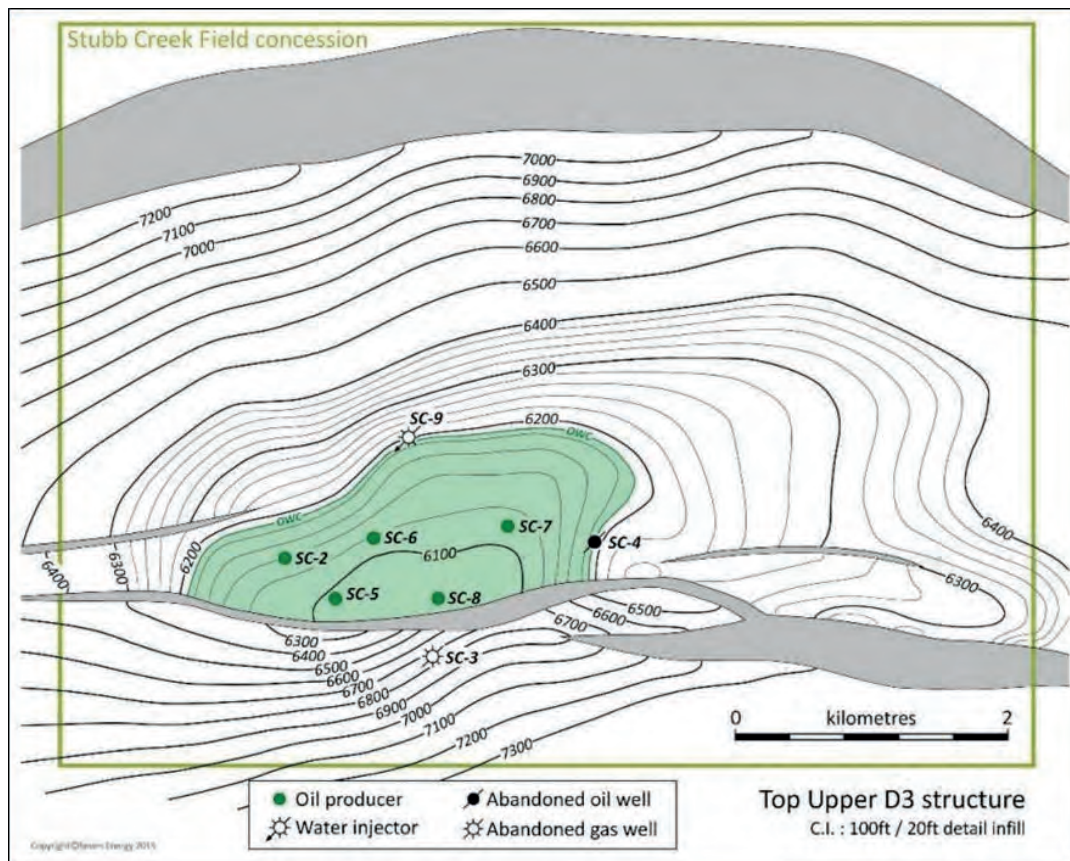 Stubb Creek Field concession
7000
6900
6800
6700
6600
6500
6400
6300
6200
7200
7100
7000
SC-9
OWC
OWC
SC-6
SC-7
SC-2
SC-4
6100
SC-5
SC-8
6200
6300
6400
6400
6300
6500
6600
6700
6300
6400
6500
6600
6700
6800
6900
7000
7100
7200
7300
SC-3
0 kilometres 2
Oil producer
Abandoned oil well
Water injector
Abandoned gas well
Top Upper D3 structure
C.I. : 100ft / 20ft detail infill